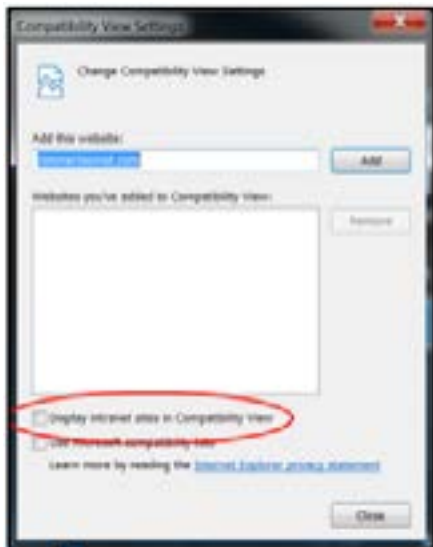 Compatibility View Settings
Change Compatibility View Settings
Add this website:
Add
Websites you've added to Compatibility View:
Remove
Display intranet sites in Compatibility View
Use Microsoft compatibility lists
Learn more by reading the Internet Explorer privacy statement
Close